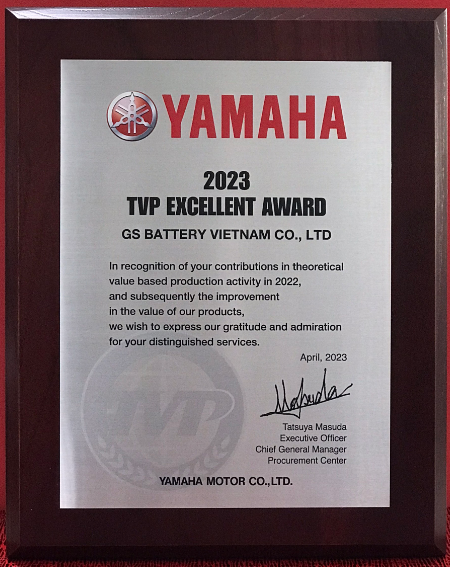 YAMAHA
2023
TVP EXCELLENT AWARD
GS BATTERY VIETNAM CO., LTD
In recognition of your contributions in theoretical
value based production activity in 2022,
and subsequently the improvement
in the value of our products,
we wish to express our gratitude and admiration
for your distinguished services.
April, 2023
Masuda
Tatsuya Masuda
Executive Officer
Chief General Manager
Procurement Center
TVP
YAMAHA MOTOR CO.,LTD.